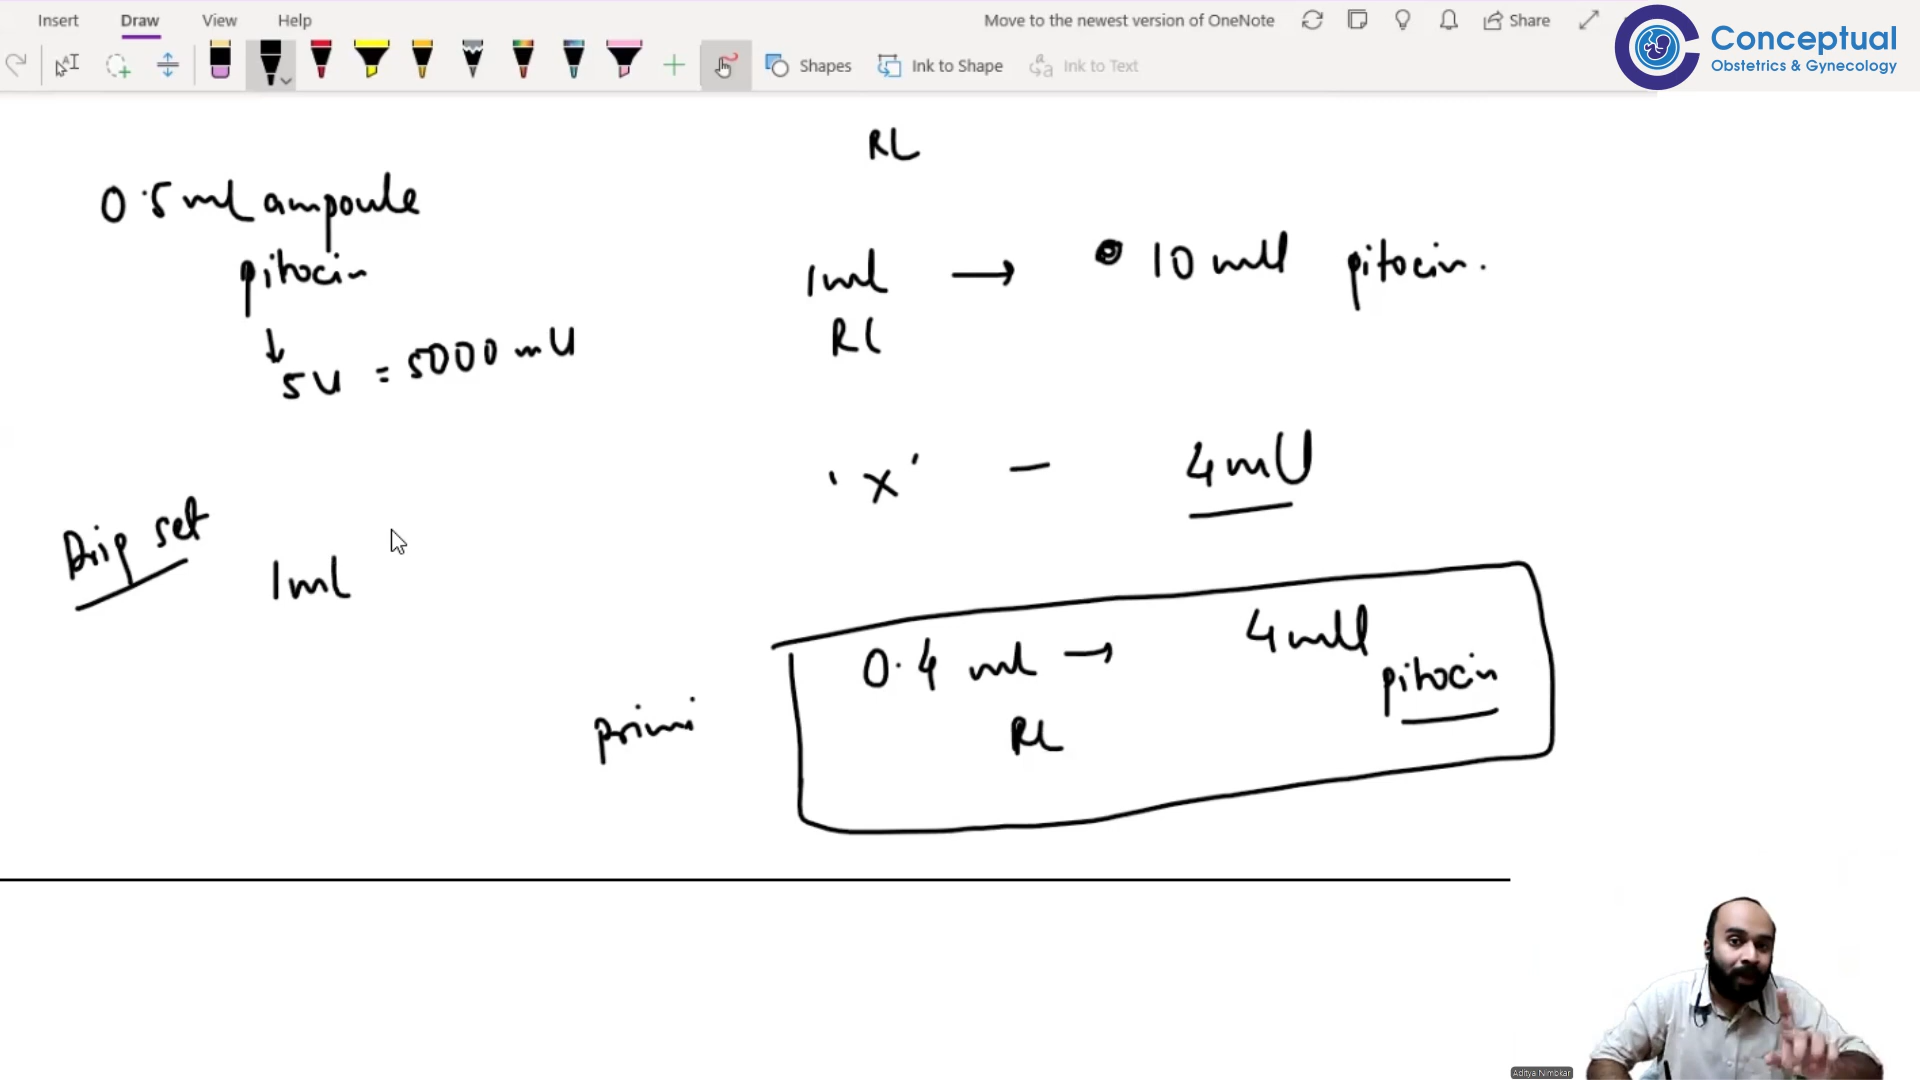 Insert Draw View Help
Move to the newest version of OneNote
Share
Conceptual
Obstetrics & Gynecology
Shapes
Ink to Shape
Ink to Text
RL
0.5 ml ampoule
pitocin
5U = 5000 mU
1ml → 10 mU pitocin.
RL
'x' - 4mU
Drip set
1ml
0.4 ml → 4mU
pitocin
RL
primi
Aditya Nimbkar